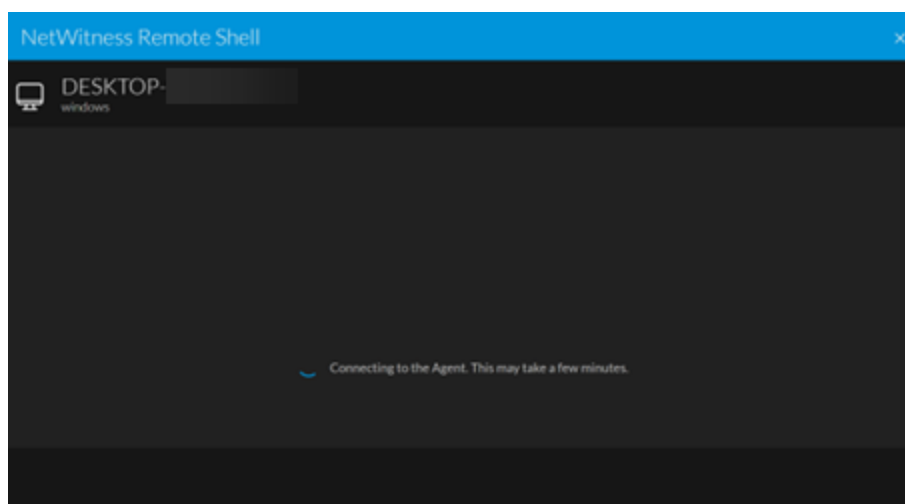 NetWitness Remote Shell
DESKTOP-
windows
Connecting to the Agent. This may take a few minutes.